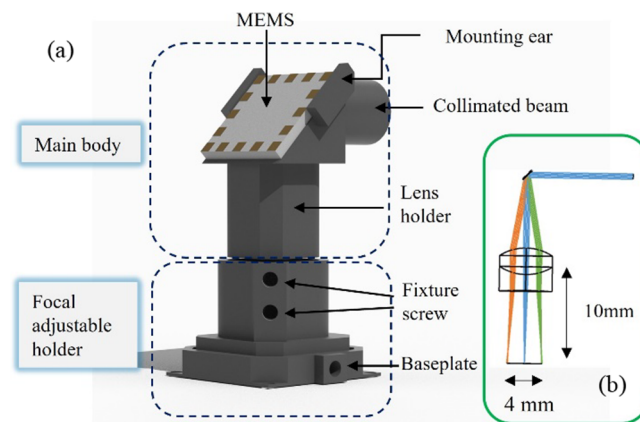 (a)
MEMS
Mounting ear
Collimated beam
Main body
Lens
holder
Focal
adjustable
holder
Fixture
screw
Baseplate
10mm
4 mm
(b)